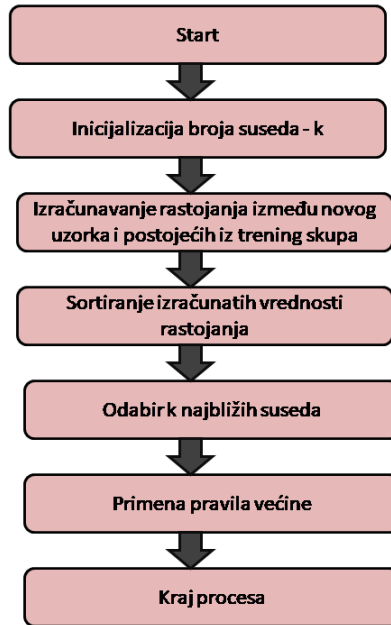 Start
Inicijalizacija broja suseda - k
Izračunavanje rastojanja između novog
uzorka i postojećih iz trening skupa
Sortiranje izračunatih vrednosti
rastojanja
Odabir k najbližih suseda
Primena pravila većine
Kraj procesa